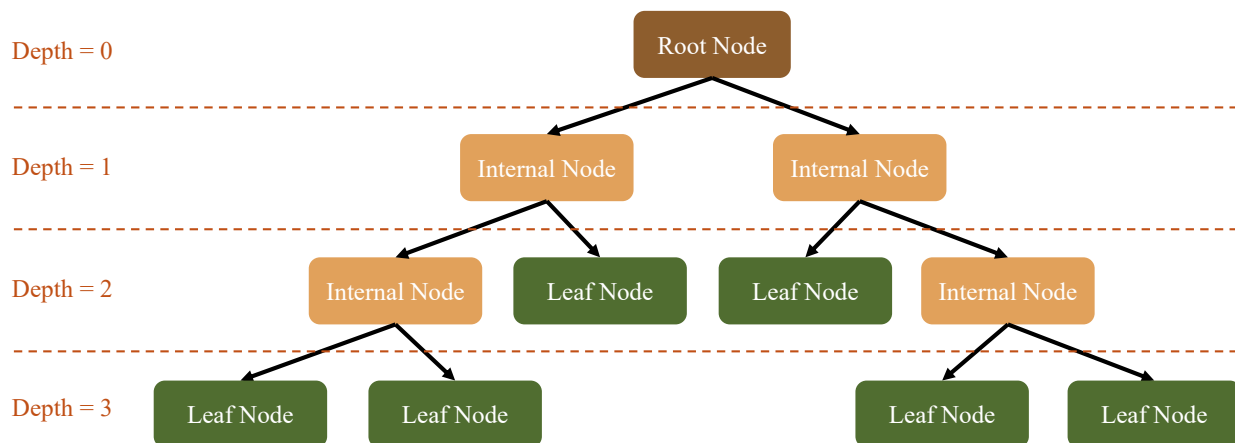 Root Node
Depth = 0
Depth = 1
Internal Node
Internal Node
Depth = 2
Internal Node
Leaf Node
Leaf Node
Internal Node
Depth = 3
Leaf Node
Leaf Node
Leaf Node
Leaf Node